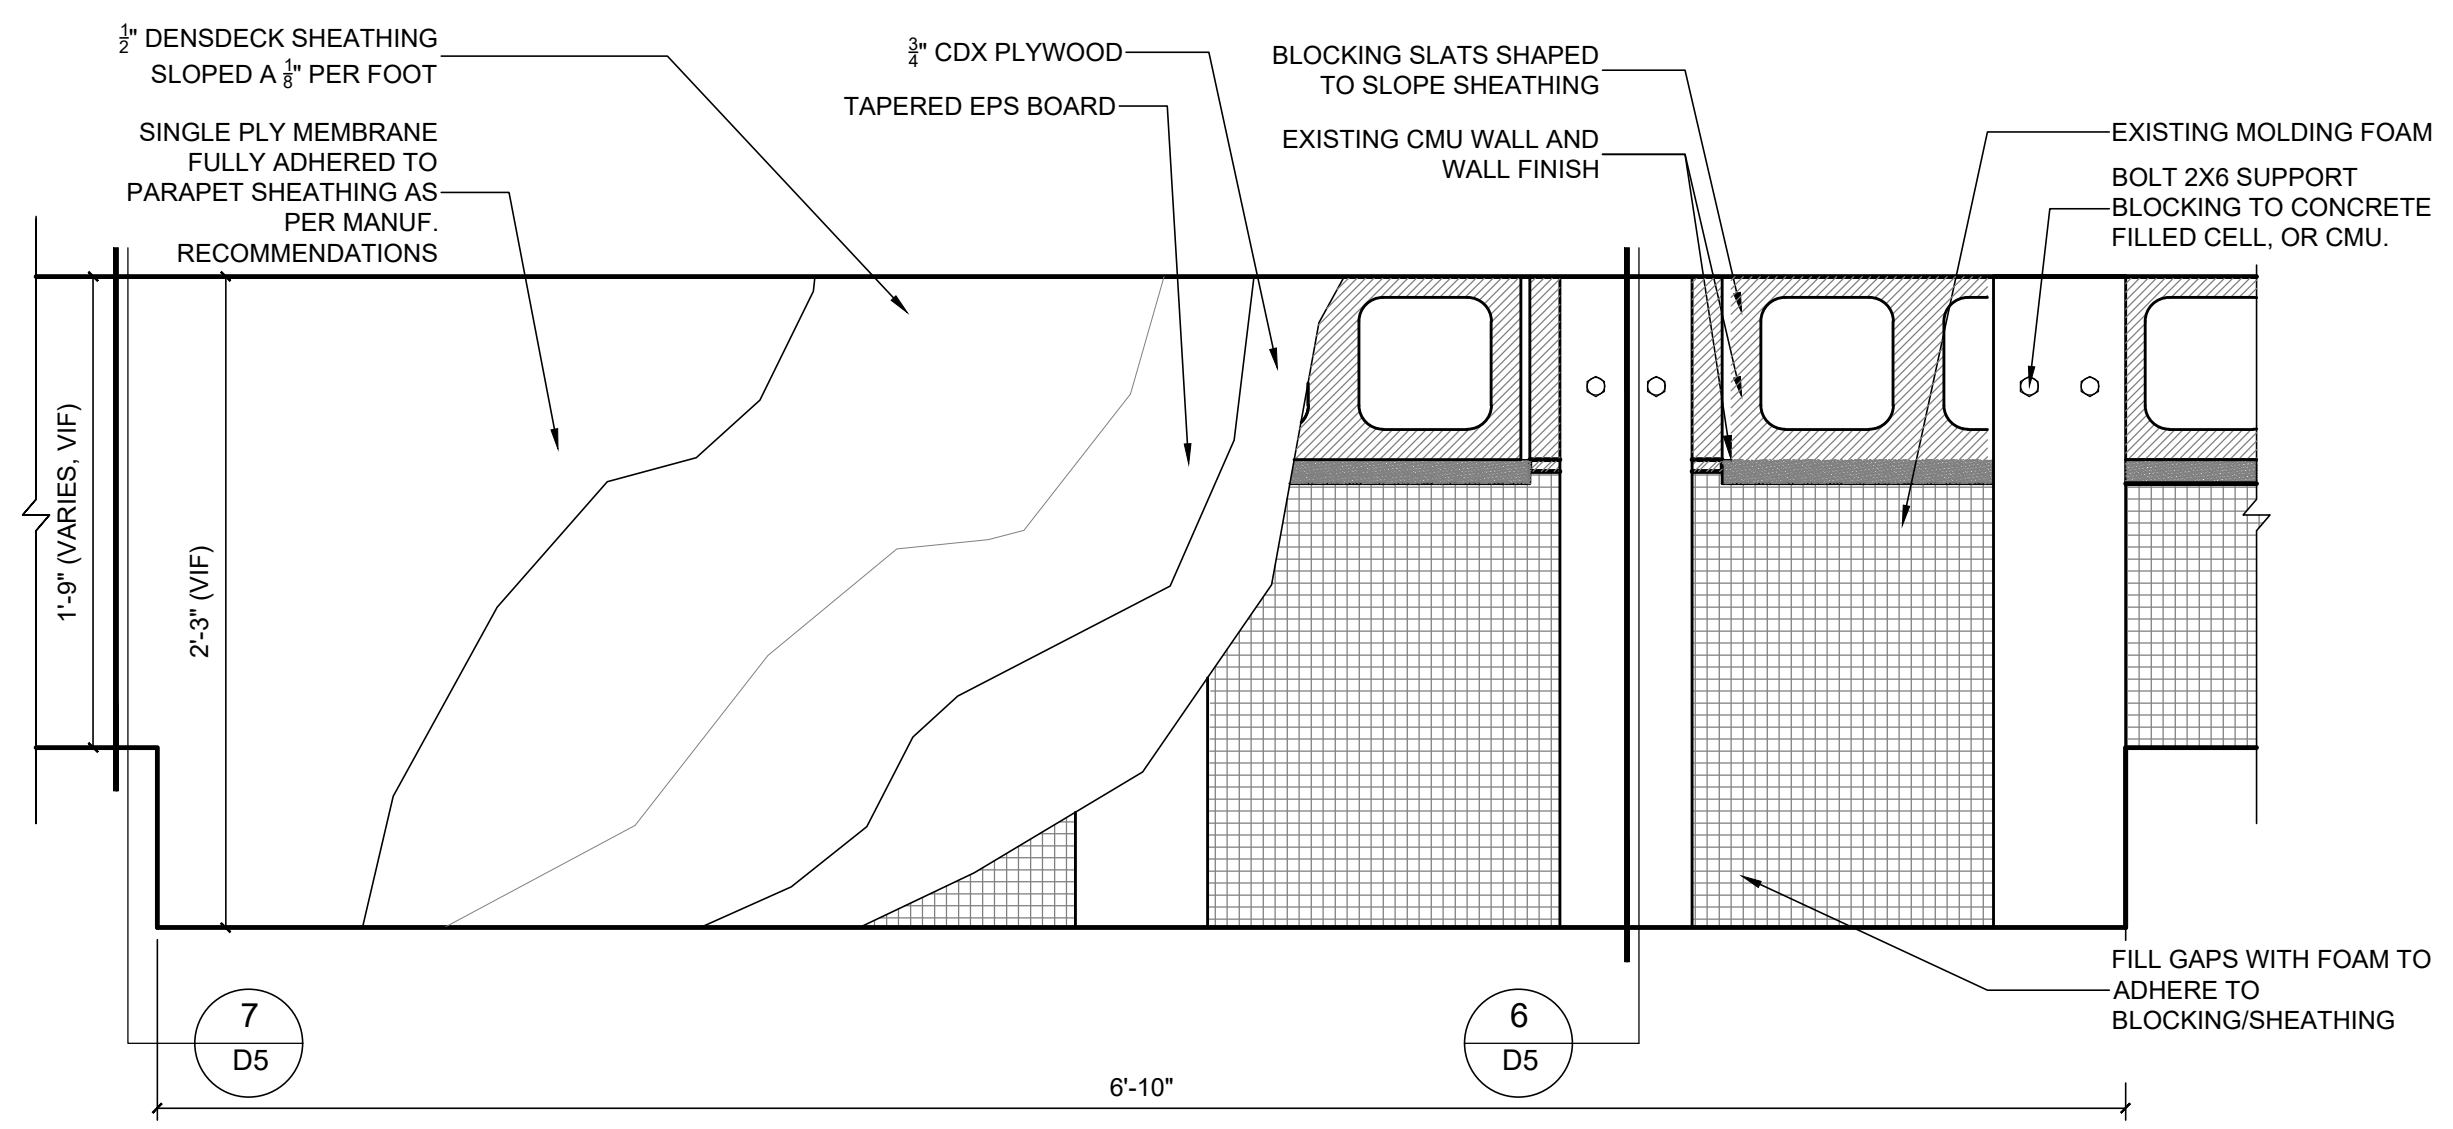 ½" DENSDECK SHEATHING
SLOPED A ⅛" PER FOOT
SINGLE PLY MEMBRANE
FULLY ADHERED TO
PARAPET SHEATHING AS
PER MANUF.
RECOMMENDATIONS
¾" CDX PLYWOOD
TAPERED EPS BOARD
BLOCKING SLATS SHAPED
TO SLOPE SHEATHING
EXISTING CMU WALL AND
WALL FINISH
EXISTING MOLDING FOAM
BOLT 2X6 SUPPORT
BLOCKING TO CONCRETE
FILLED CELL, OR CMU.
1'-9" (VARIES, VIF)
2'-3" (VIF)
FILL GAPS WITH FOAM TO
ADHERE TO
BLOCKING/SHEATHING
7
D5
6
D5
6'-10"